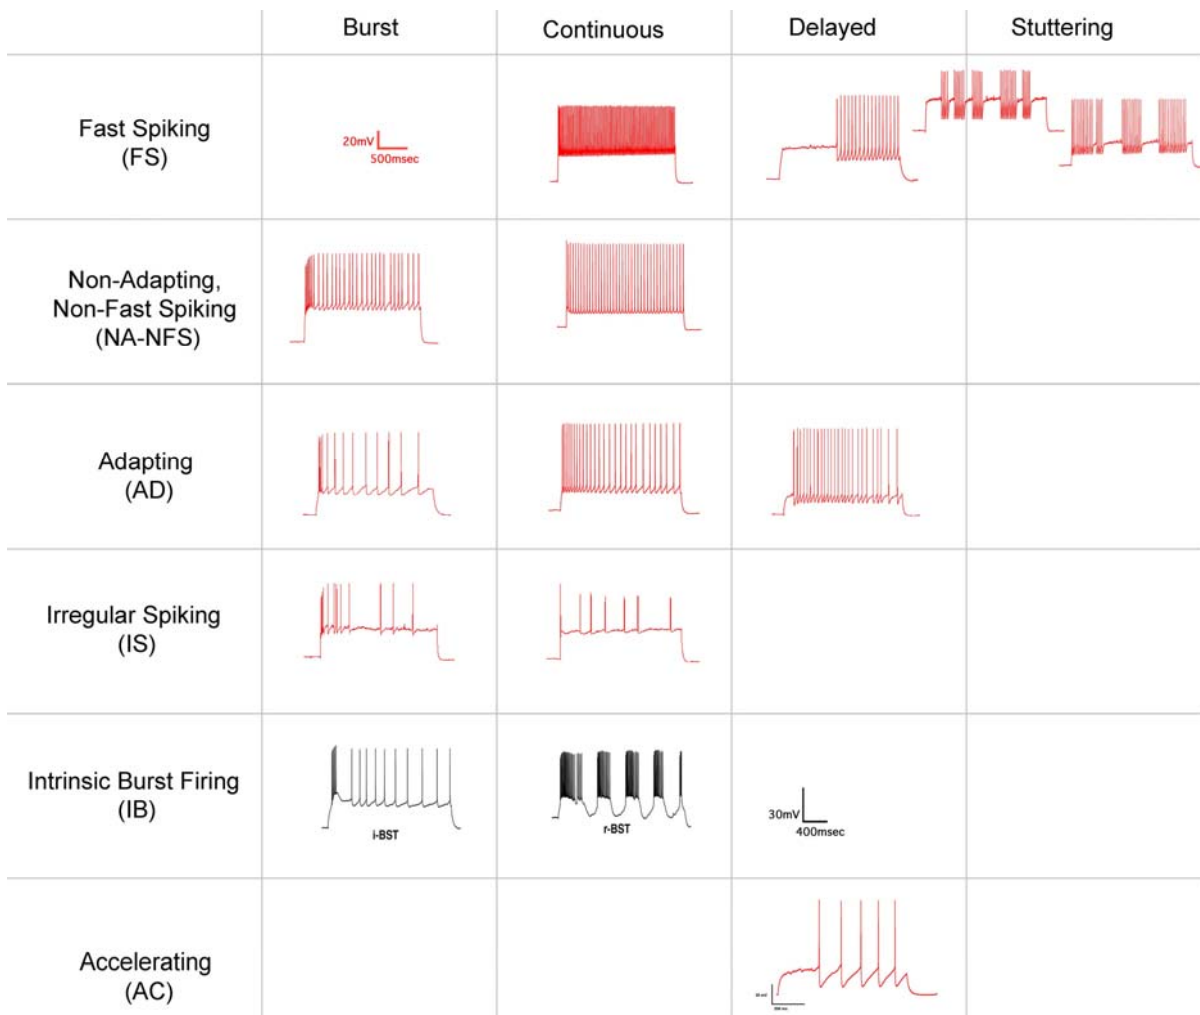 Burst
Continuous
Delayed
Stuttering
Fast Spiking
(FS)
20mV
500msec
Non-Adapting,
Non-Fast Spiking
(NA-NFS)
Adapting
(AD)
Irregular Spiking
(IS)
Intrinsic Burst Firing
(IB)
i-BST
r-BST
30mV
400msec
Accelerating
(AC)